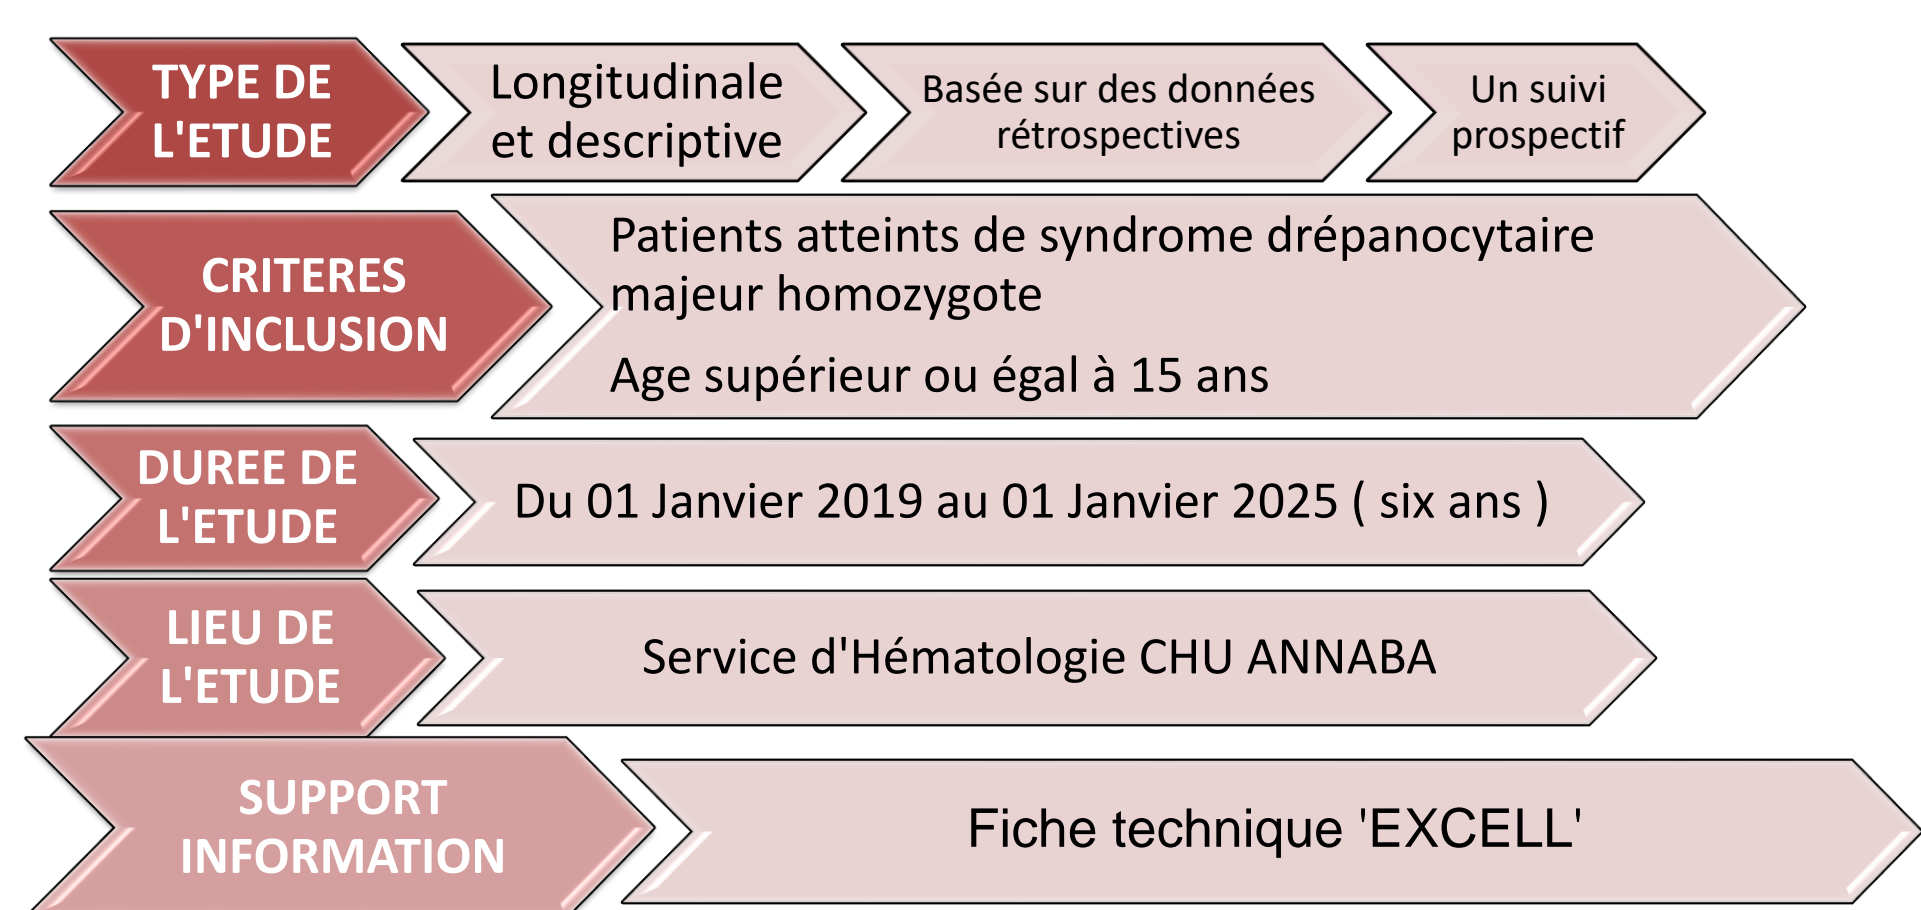 TYPE DE
L'ETUDE
Longitudinale
et descriptive
Basée sur des données
rétrospectives
Un suivi
prospectif
CRITERES
D'INCLUSION
Patients atteints de syndrome drépanocytaire
majeur homozygote
Age supérieur ou égal à 15 ans
DUREE DE
L'ETUDE
Du 01 Janvier 2019 au 01 Janvier 2025 ( six ans )
LIEU DE
L'ETUDE
Service d'Hématologie CHU ANNABA
SUPPORT
INFORMATION
Fiche technique 'EXCELL'